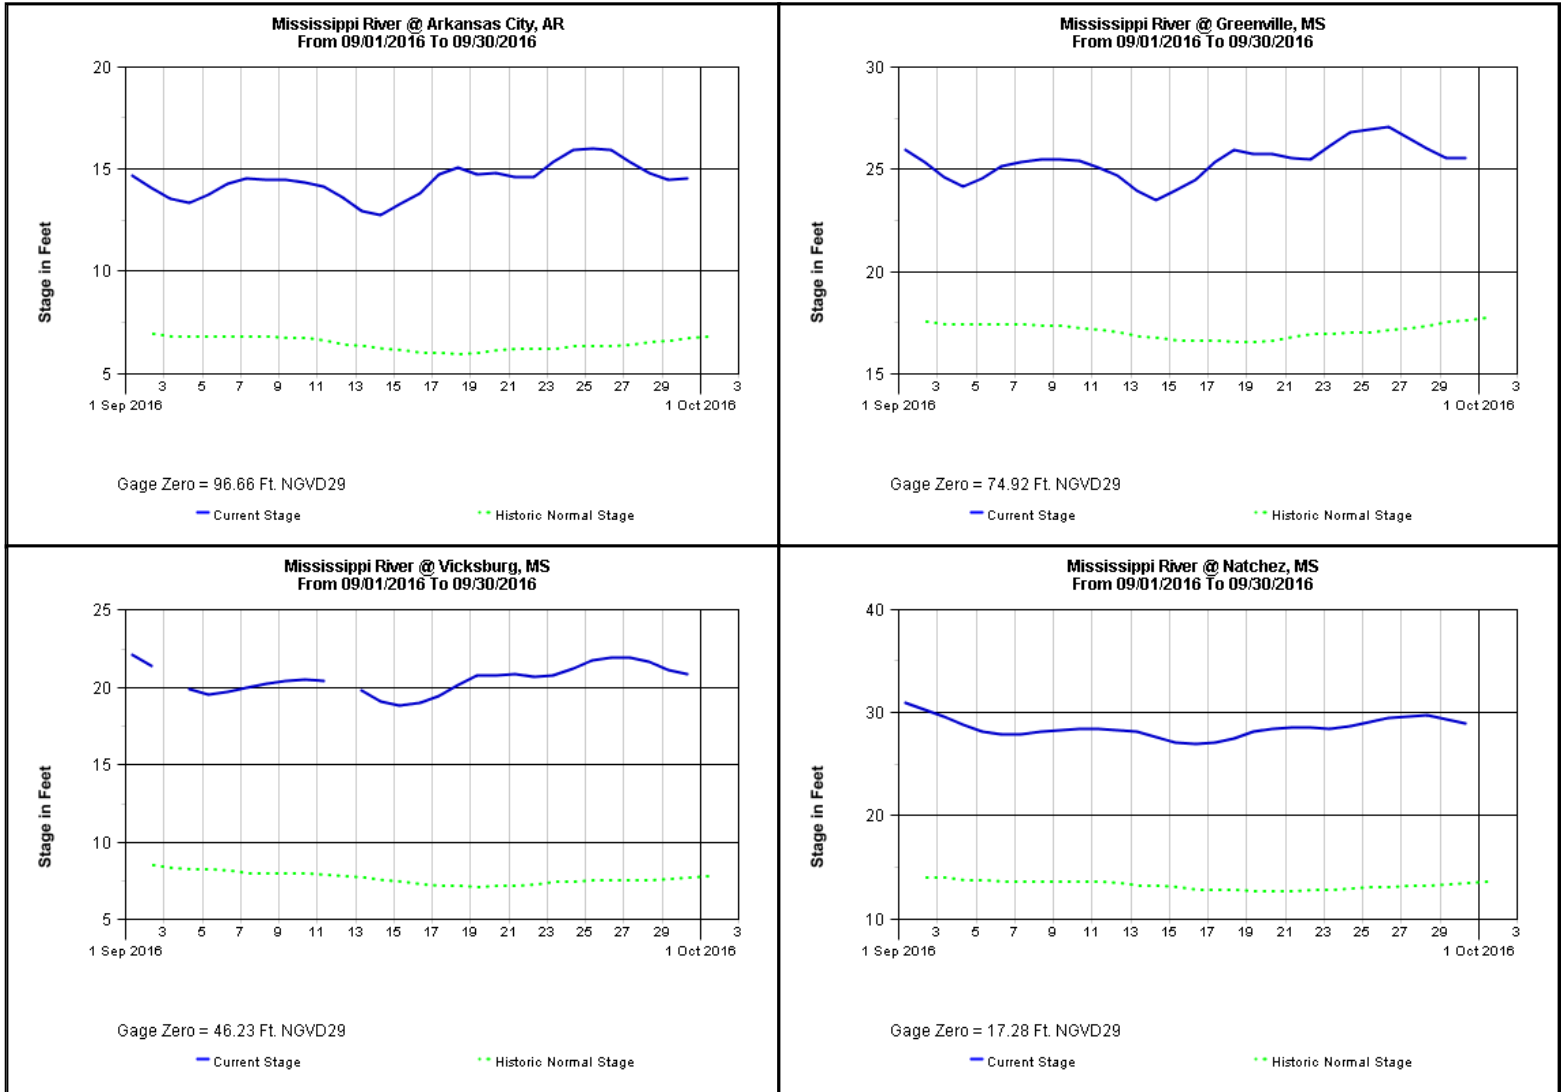 Mississippi River @ Arkansas City, AR
From 09/01/2016 To 09/30/2016
Stage in Feet
20
15
10
5
3 5 7 9 11 13 15 17 19 21 23 25 27 29 3
1 Sep 2016 1 Oct 2016
Gage Zero = 96.66 Ft. NGVD29
Current Stage Historic Normal Stage
Mississippi River @ Greenville, MS
From 09/01/2016 To 09/30/2016
Stage in Feet
30
25
20
15
3 5 7 9 11 13 15 17 19 21 23 25 27 29 3
1 Sep 2016 1 Oct 2016
Gage Zero = 74.92 Ft. NGVD29
Current Stage Historic Normal Stage
Mississippi River @ Vicksburg, MS
From 09/01/2016 To 09/30/2016
Stage in Feet
25
20
15
10
5
3 5 7 9 11 13 15 17 19 21 23 25 27 29 3
1 Sep 2016 1 Oct 2016
Gage Zero = 46.23 Ft. NGVD29
Current Stage Historic Normal Stage
Mississippi River @ Natchez, MS
From 09/01/2016 To 09/30/2016
Stage in Feet
40
30
20
10
3 5 7 9 11 13 15 17 19 21 23 25 27 29 3
1 Sep 2016 1 Oct 2016
Gage Zero = 17.28 Ft. NGVD29
Current Stage Historic Normal Stage